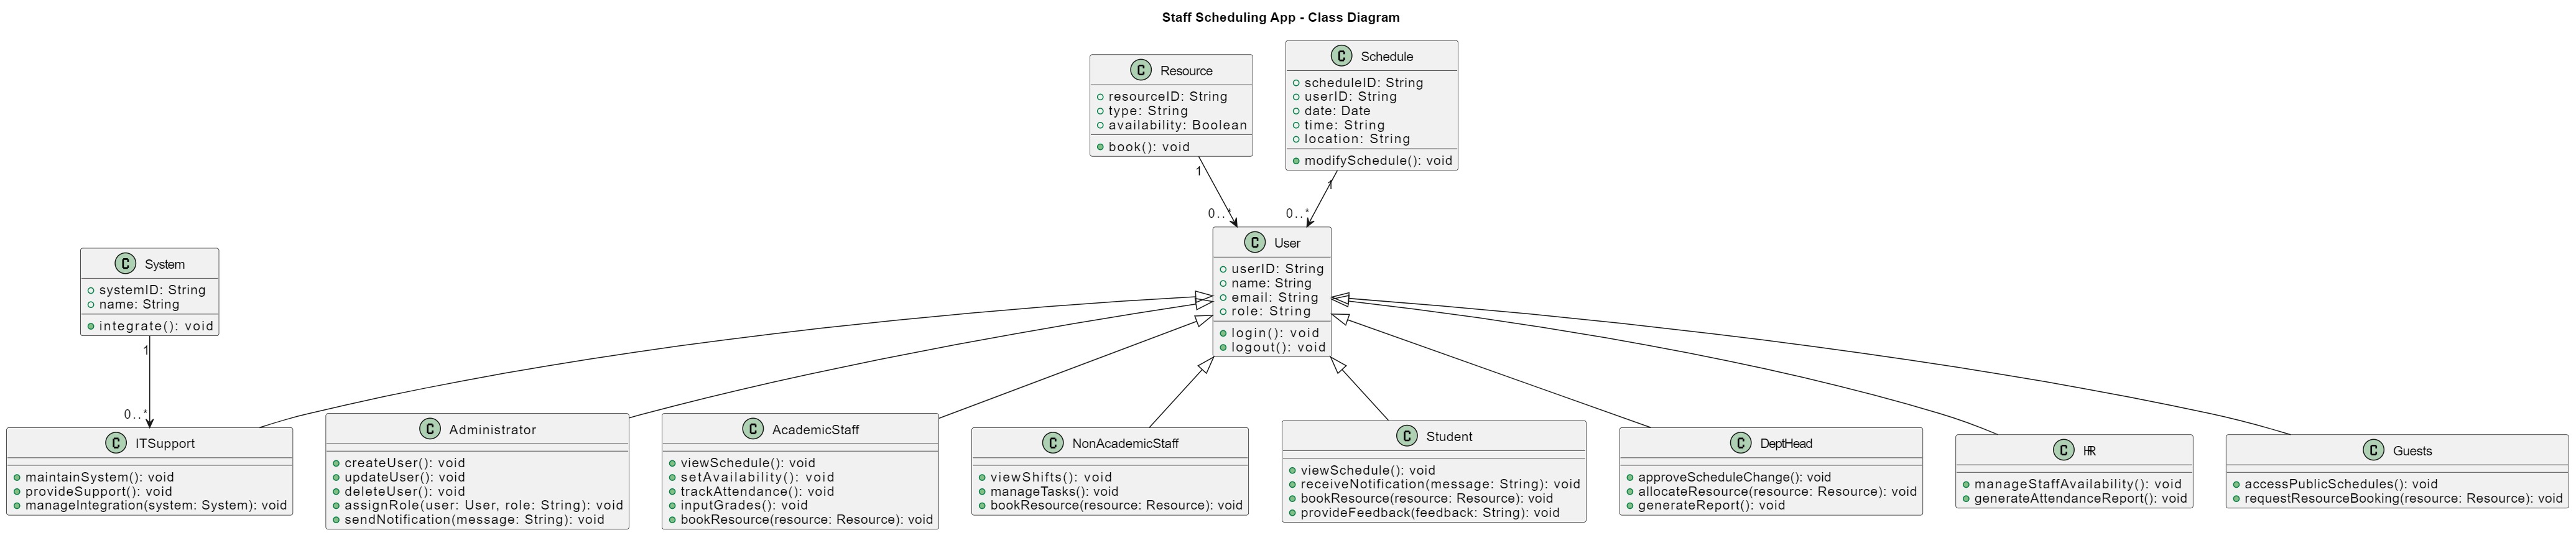 Staff Scheduling App - Class Diagram
C Resource
resourceID: String
type: String
availability: Boolean
book(): void
C Schedule
scheduleID: String
userID: String
date: Date
time: String
location: String
modifySchedule(): void
1
1
0..*
0..*
C System
systemID: String
name: String
integrate(): void
C User
userID: String
name: String
email: String
role: String
login(): void
logout(): void
1
0..*
C ITSupport
maintainSystem(): void
provideSupport(): void
manageIntegration(system: System): void
C Administrator
createUser(): void
updateUser(): void
deleteUser(): void
assignRole(user: User, role: String): void
sendNotification(message: String): void
C AcademicStaff
viewSchedule(): void
setAvailability(): void
trackAttendance(): void
inputGrades(): void
bookResource(resource: Resource): void
C NonAcademicStaff
viewShifts(): void
manageTasks(): void
bookResource(resource: Resource): void
C Student
viewSchedule(): void
receiveNotification(message: String): void
bookResource(resource: Resource): void
provideFeedback(feedback: String): void
C DeptHead
approveScheduleChange(): void
allocateResource(resource: Resource): void
generateReport(): void
C HR
manageStaffAvailability(): void
generateAttendanceReport(): void
C Guests
accessPublicSchedules(): void
requestResourceBooking(resource: Resource): void